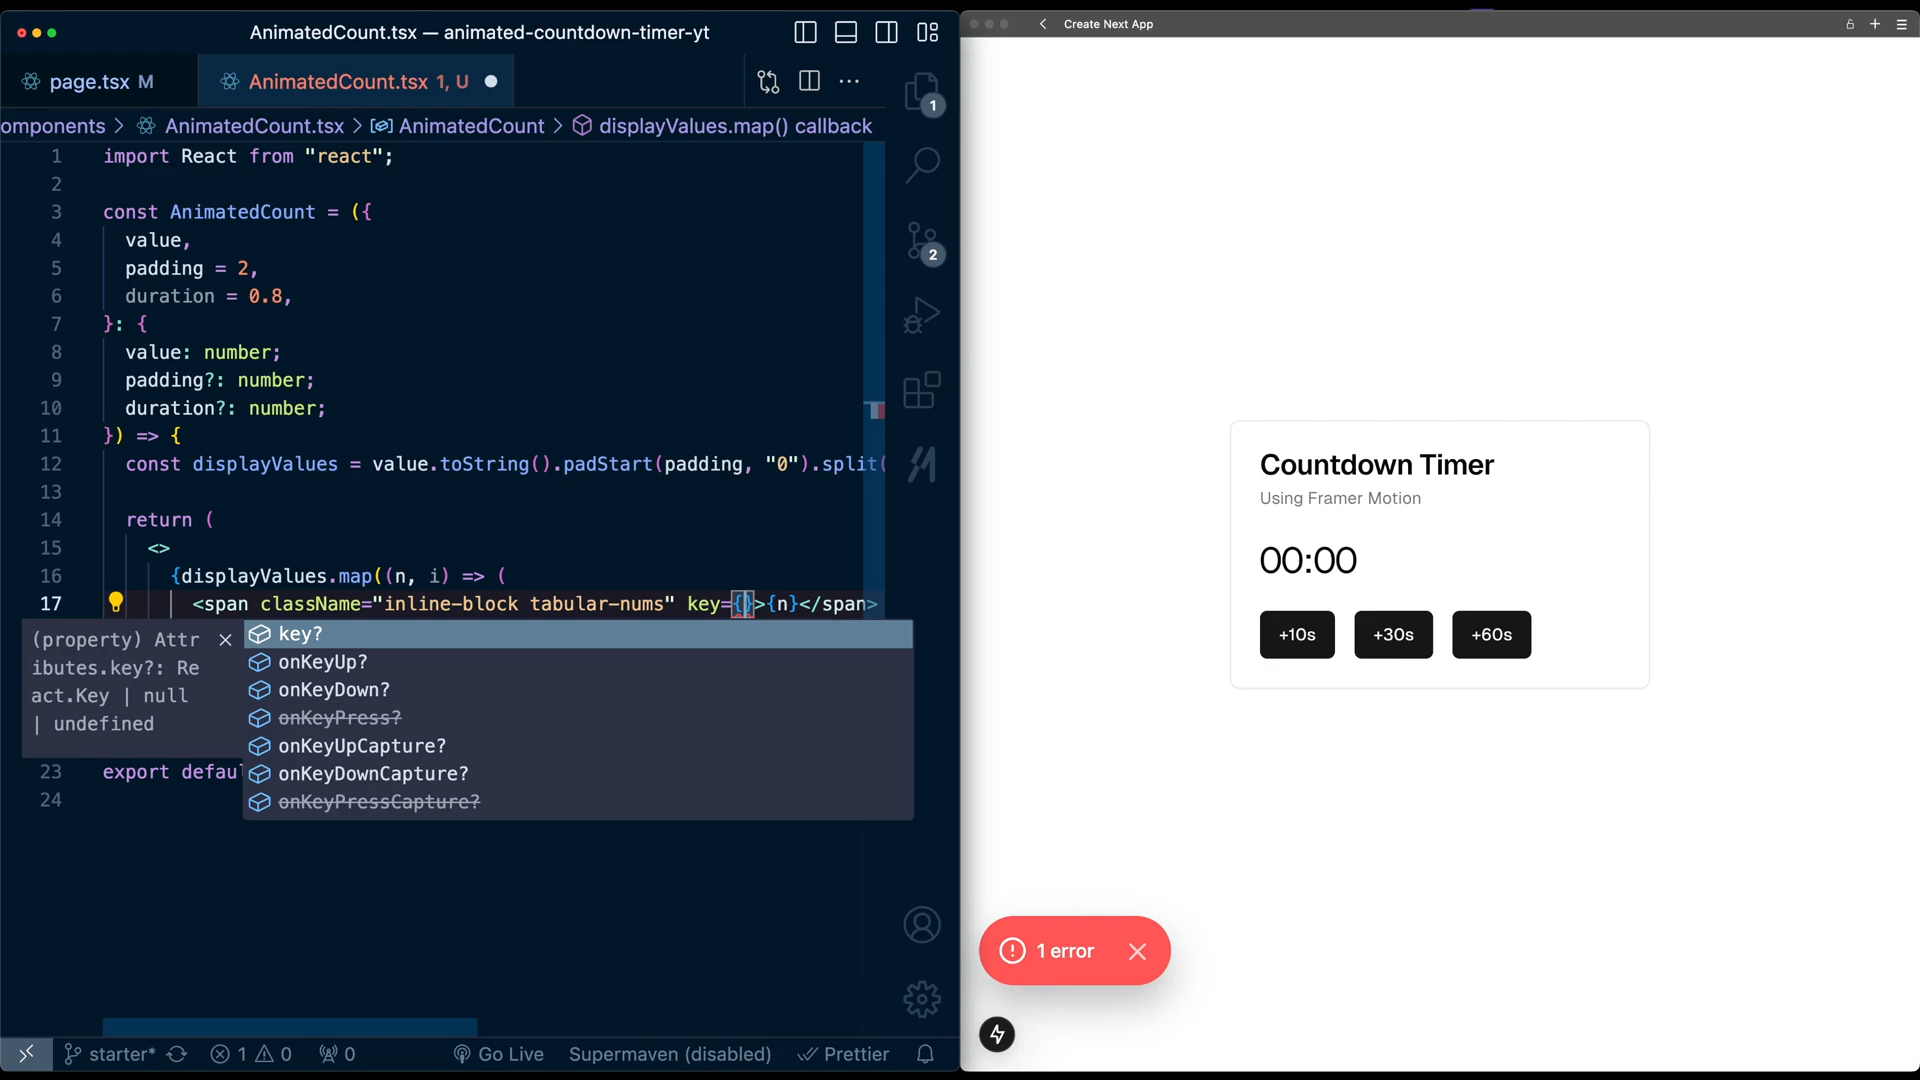 AnimatedCount.tsx — animated-countdown-timer-yt
page.tsx M
AnimatedCount.tsx 1, U
omponents > AnimatedCount.tsx > AnimatedCount > displayValues.map() callback
1 import React from "react";
2
3 const AnimatedCount = ({
4 value,
5 padding = 2,
6 duration = 0.8,
7 }: {
8 value: number;
9 padding?: number;
10 duration?: number;
11 }) => {
12 const displayValues = value.toString().padStart(padding, "0").split(
13
14 return (
15 <>
16 {displayValues.map((n, i) => (
17 <span className="inline-block tabular-nums" key={}>{n}</span>
(property) Attr
ibutes.key?: Re
act.Key | null
| undefined
key?
onKeyUp?
onKeyDown?
onKeyPress?
onKeyUpCapture?
onKeyDownCapture?
onKeyPressCapture?
23 export defaul
24
1
2
starter*
1
0
0
Go Live
Supermaven (disabled)
Prettier
Create Next App
Countdown Timer
Using Framer Motion
00:00
+10s
+30s
+60s
1 error